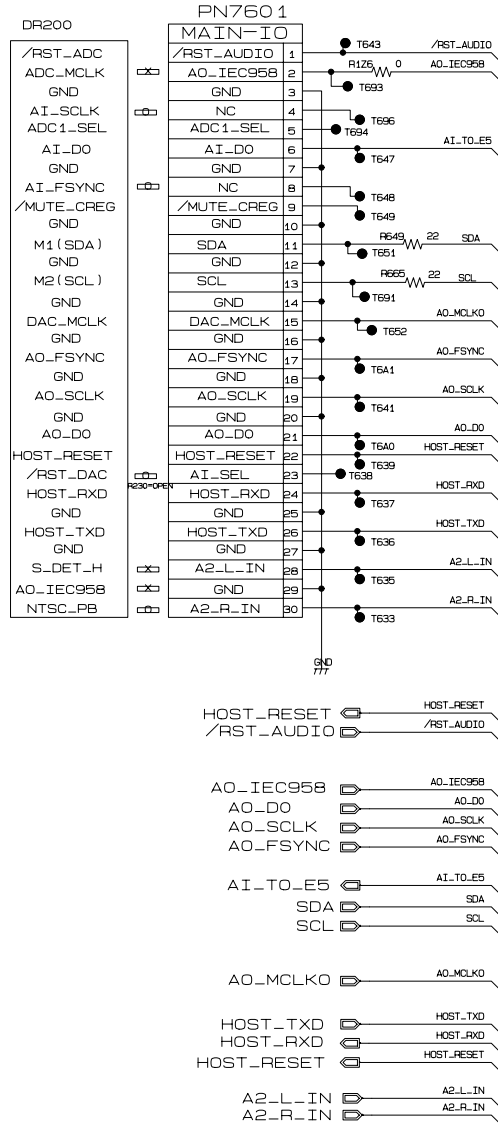 PN7601
DR200
MAIN-IO
/RST_ADC /RST_AUDIO 1 T643 /RST_AUDIO
ADC_MCLK X AO_IEC958 2 R1Z6 0 AO_IEC958
T693
GND GND 3
AI_SCLK O NC 4 T696
ADC1_SEL ADC1_SEL 5 T694
AI_DO AI_DO 6 AI_TO_E5
T647
GND GND 7
AI_FSYNC O NC 8 T648
/MUTE_CREG /MUTE_CREG 9 T649
GND GND 10
M1(SDA) SDA 11 R649 22 SDA
T651
GND GND 12
M2(SCL) SCL 13 R665 22 SCL
T691
GND GND 14
DAC_MCLK DAC_MCLK 15 AO_MCLKO
T652
GND GND 16
AO_FSYNC AO_FSYNC 17 AO_FSYNC
T6A1
GND GND 18
AO_SCLK AO_SCLK 19 AO_SCLK
T641
GND GND 20
AO_DO AO_DO 21 AO_DO
T6A0
HOST_RESET HOST_RESET 22 HOST_RESET
T639
/RST_DAC O AI_SEL 23 T638
R230=OPEN
HOST_RXD HOST_RXD 24 HOST_RXD
T637
GND GND 25
HOST_TXD HOST_TXD 26 HOST_TXD
T636
GND GND 27
S_DET_H X A2_L_IN 28 A2_L_IN
T635
AO_IEC958 X GND 29
NTSC_PB O A2_R_IN 30 A2_R_IN
T633
GND
HOST_RESET HOST_RESET
/RST_AUDIO /RST_AUDIO
AO_IEC958 AO_IEC958
AO_DO AO_DO
AO_SCLK AO_SCLK
AO_FSYNC AO_FSYNC
AI_TO_E5 AI_TO_E5
SDA SDA
SCL SCL
AO_MCLKO AO_MCLKO
HOST_TXD HOST_TXD
HOST_RXD HOST_RXD
HOST_RESET HOST_RESET
A2_L_IN A2_L_IN
A2_R_IN A2_R_IN